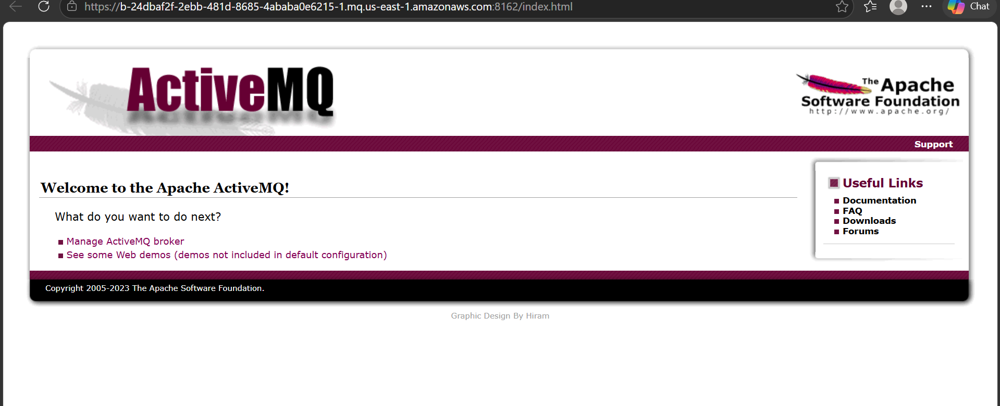 https://b-24dbaf2f-2ebb-481d-8685-4ababa0e6215-1.mq.us-east-1.amazonaws.com:8162/index.html
Chat
ActiveMQ
The Apache
Software Foundation
http://www.apache.org/
Support
Welcome to the Apache ActiveMQ!
What do you want to do next?
Manage ActiveMQ broker
See some Web demos (demos not included in default configuration)
Useful Links
Documentation
FAQ
Downloads
Forums
Copyright 2005-2023 The Apache Software Foundation.
Graphic Design By Hiram